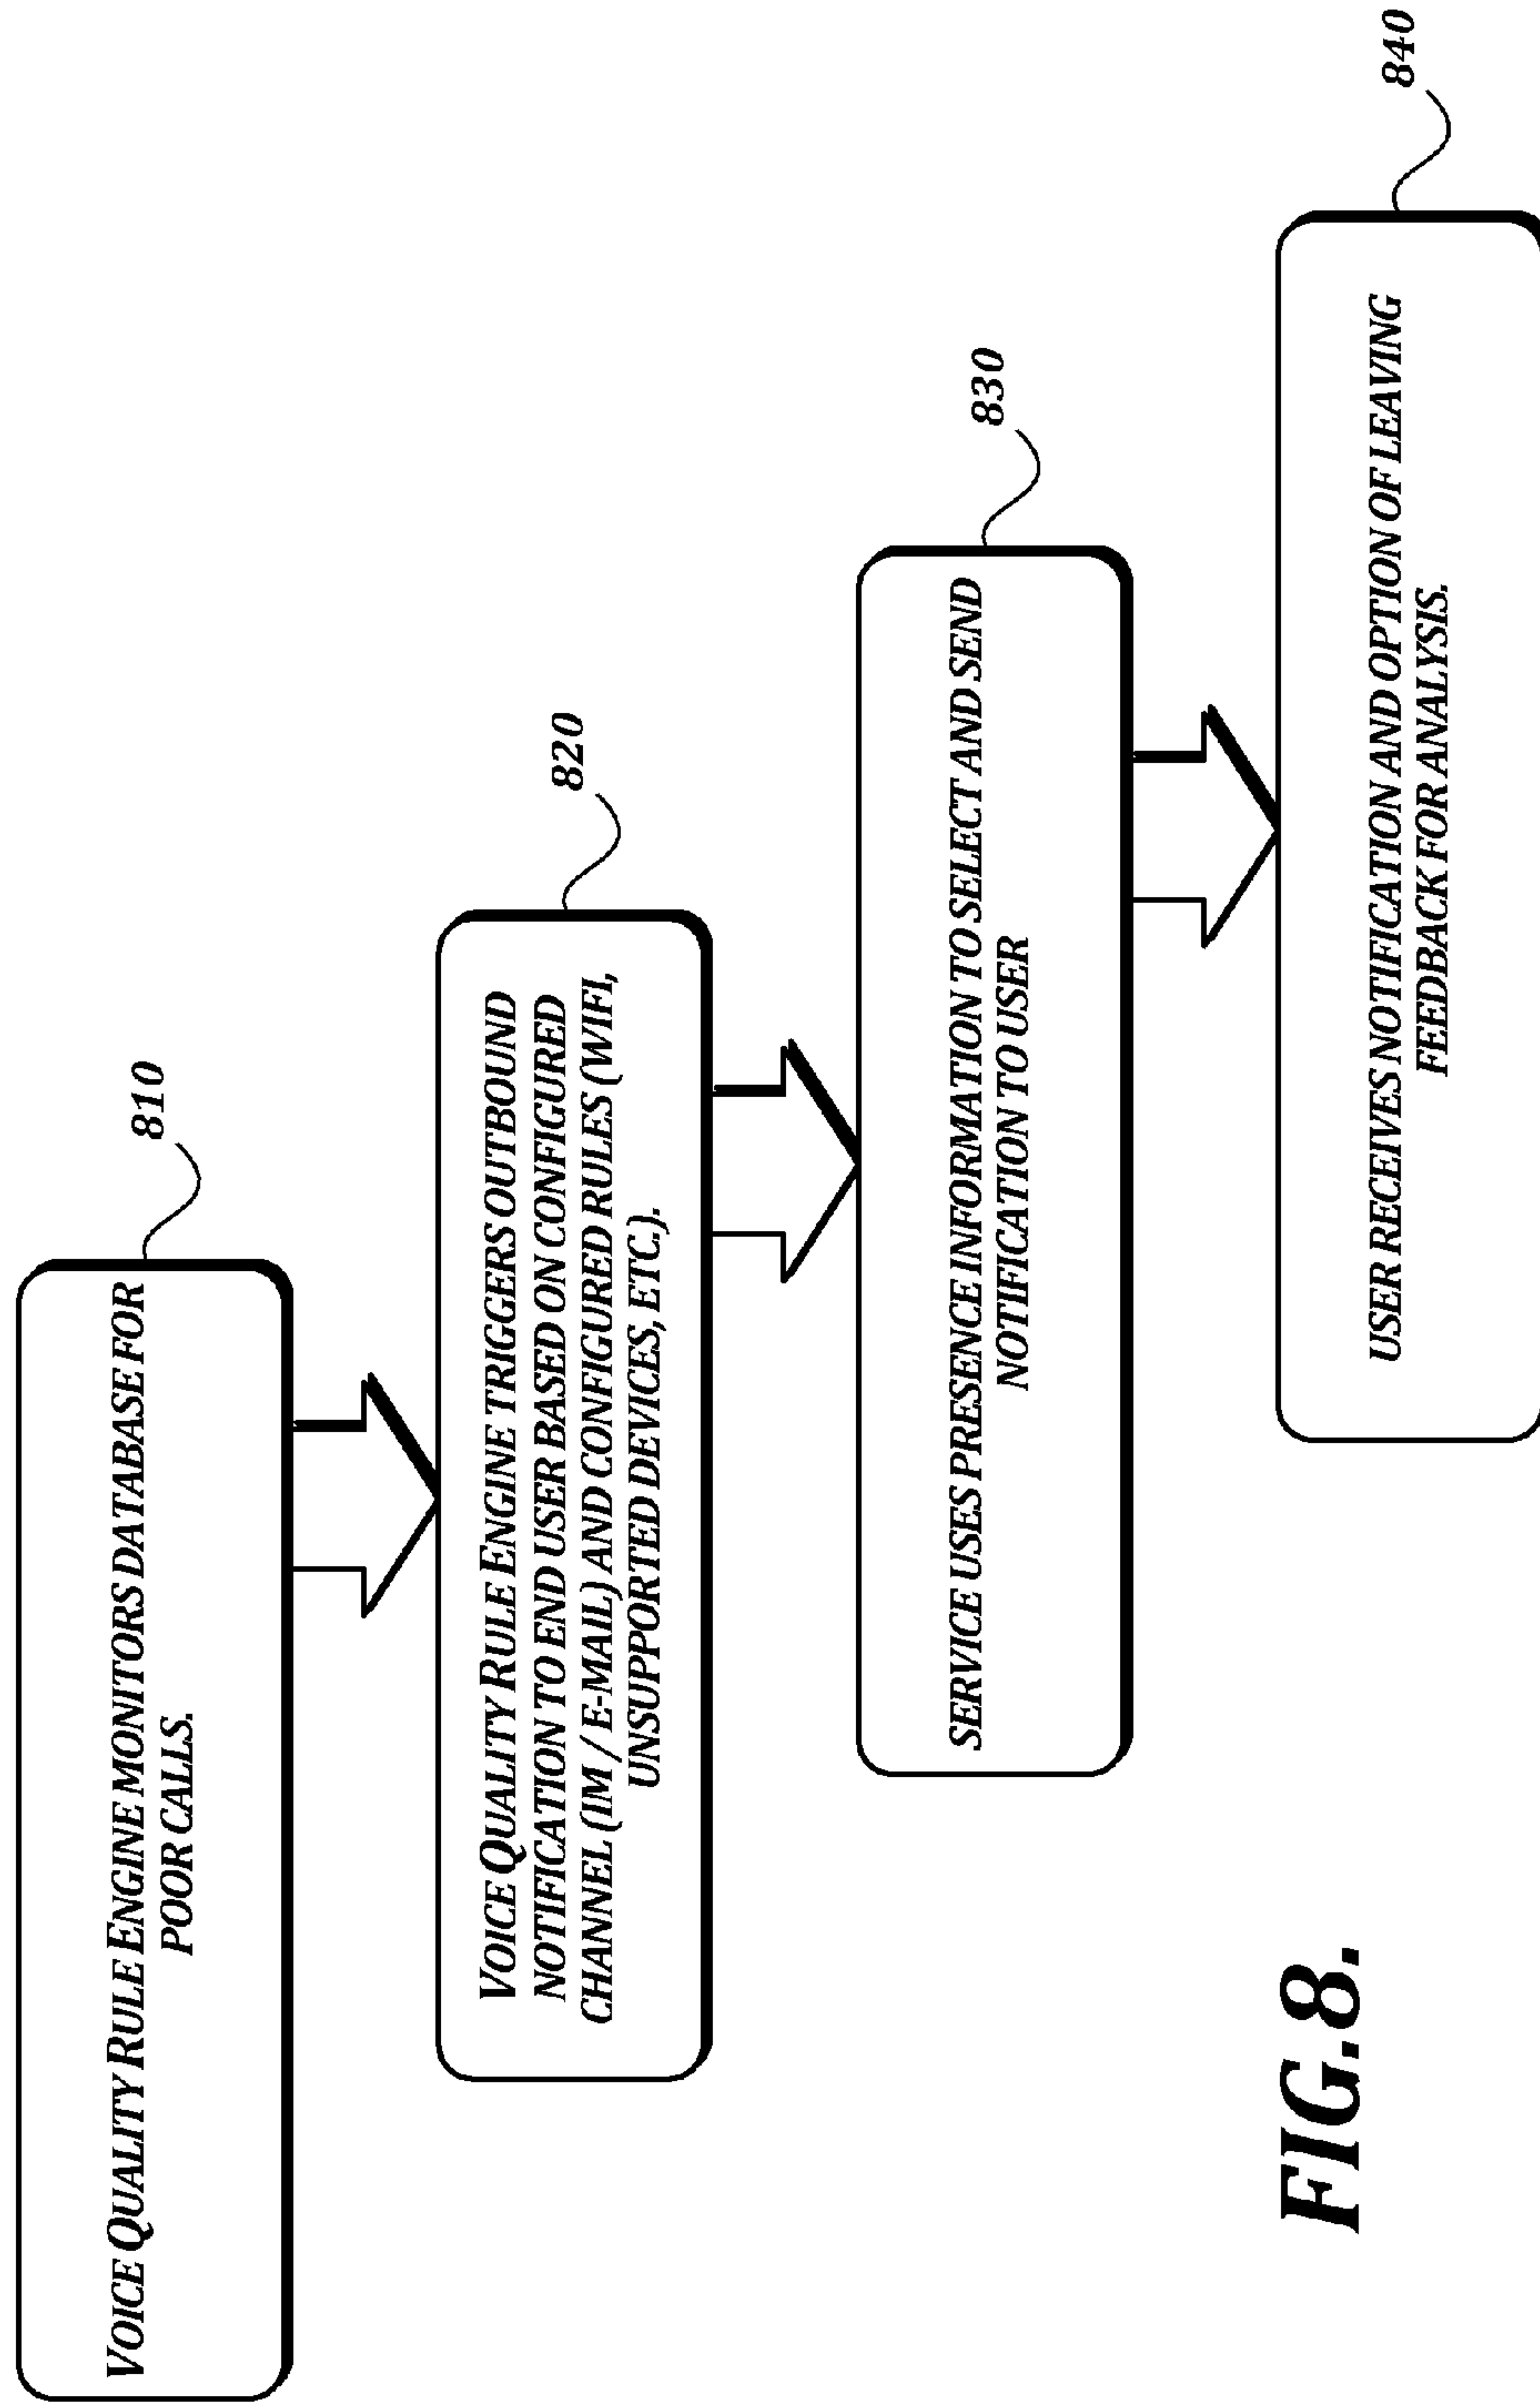 810
VOICE QUALITY RULE ENGINE MONITORS DATABASE FOR
POOR CALLS.
820
VOICE QUALITY RULE ENGINE TRIGGERS OUTBOUND
NOTIFICATION TO END USER BASED ON CONFIGURED
CHANNEL (IM / E-MAIL) AND CONFIGURED RULES (WIFI,
UNSUPPORTED DEVICES, ETC.).
830
SERVICE USES PRESENCE INFORMATION TO SELECT AND SEND
NOTIFICATION TO USER
840
USER RECEIVES NOTIFICATION AND OPTION OF LEAVING
FEEDBACK FOR ANALYSIS.
FIG.8.